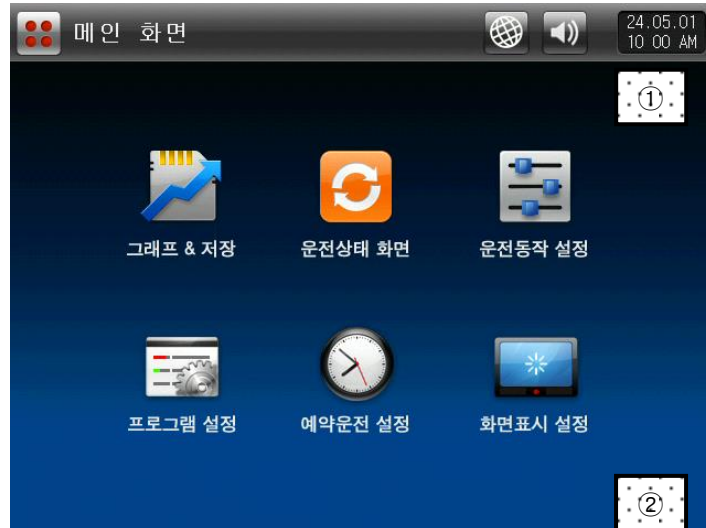 메인 화면
24.05.01
10 00 AM
①
그래프 & 저장
운전상태 화면
운전동작 설정
프로그램 설정
예약운전 설정
화면표시 설정
②